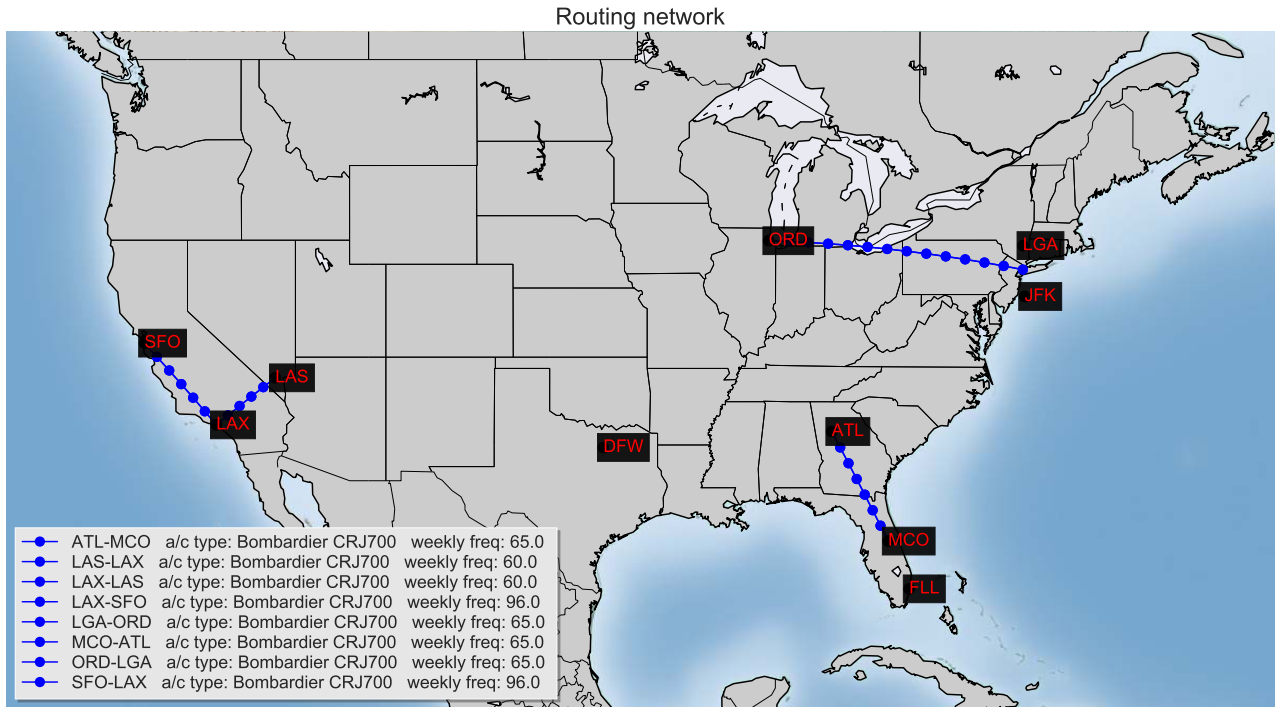 Routing network
ORD
LGA
JFK
SFO
LAS
LAX
ATL
DFW
MCO
FLL
ATL-MCO a/c type: Bombardier CRJ700 weekly freq: 65.0
LAS-LAX a/c type: Bombardier CRJ700 weekly freq: 60.0
LAX-LAS a/c type: Bombardier CRJ700 weekly freq: 60.0
LAX-SFO a/c type: Bombardier CRJ700 weekly freq: 96.0
LGA-ORD a/c type: Bombardier CRJ700 weekly freq: 65.0
MCO-ATL a/c type: Bombardier CRJ700 weekly freq: 65.0
ORD-LGA a/c type: Bombardier CRJ700 weekly freq: 65.0
SFO-LAX a/c type: Bombardier CRJ700 weekly freq: 96.0